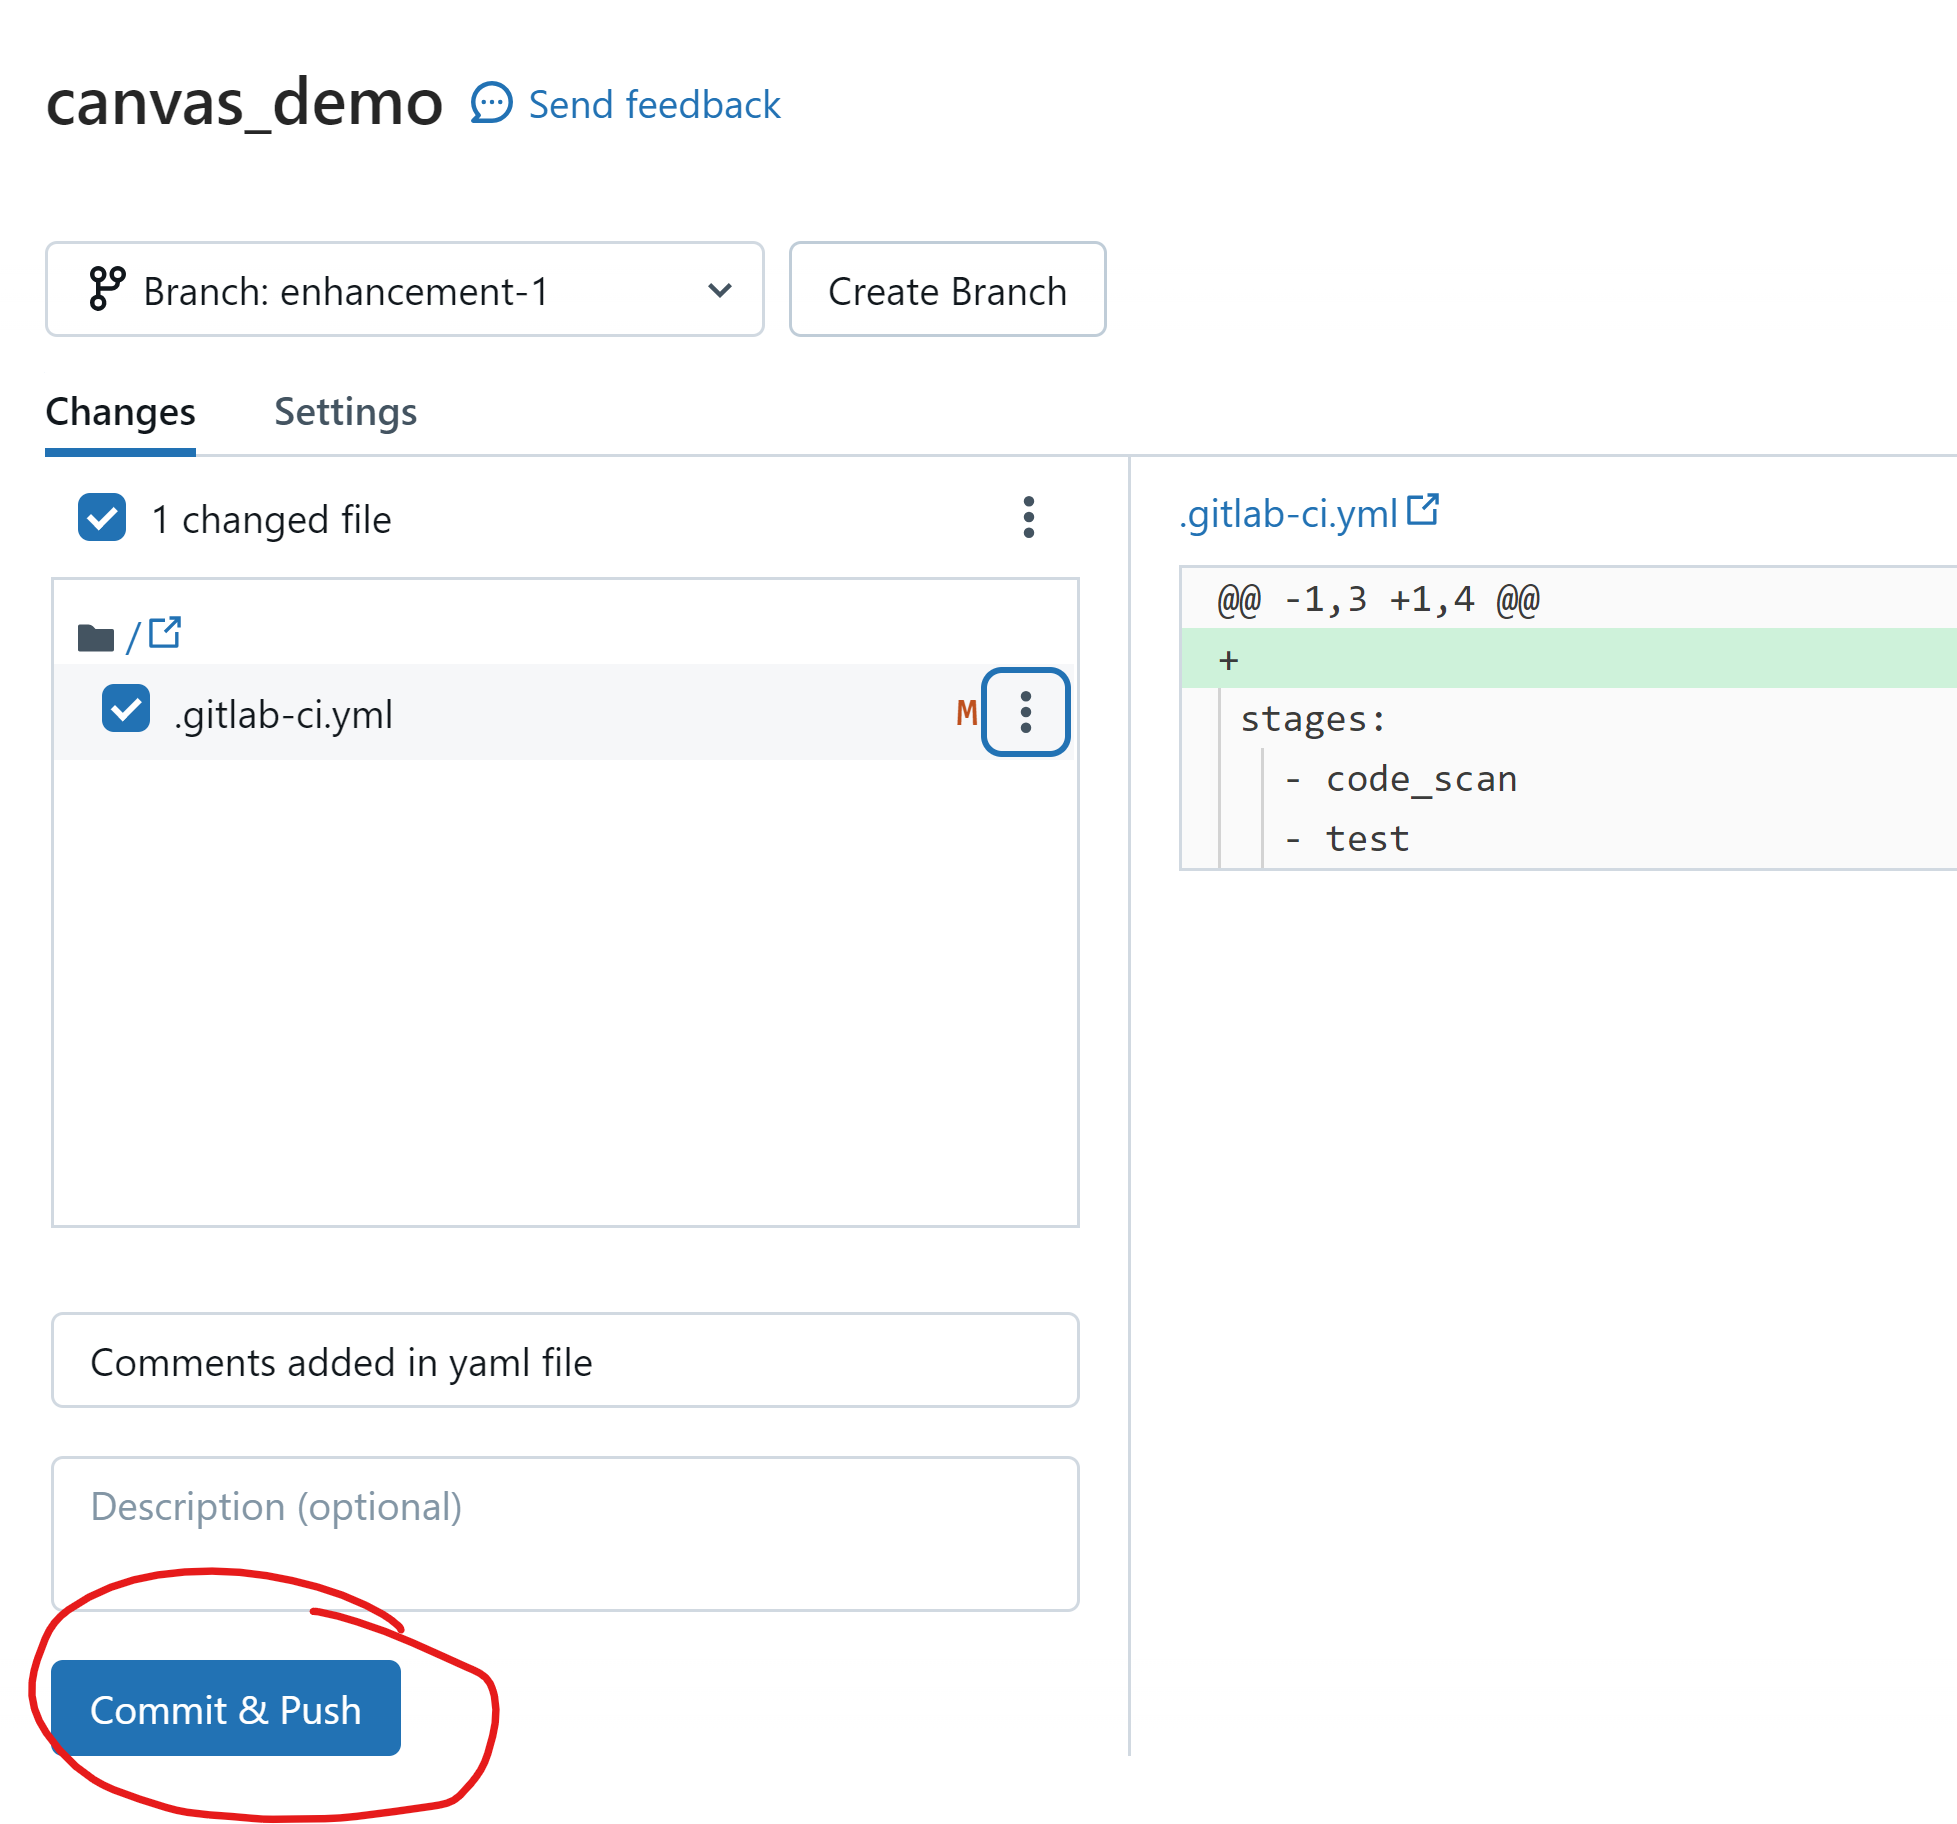 canvas_demo Send feedback
Branch: enhancement-1 Create Branch
Changes Settings
1 changed file
/
.gitlab-ci.yml M
Comments added in yaml file
Description (optional)
Commit & Push
.gitlab-ci.yml
@@ -1,3 +1,4 @@
+
stages:
- code_scan
- test